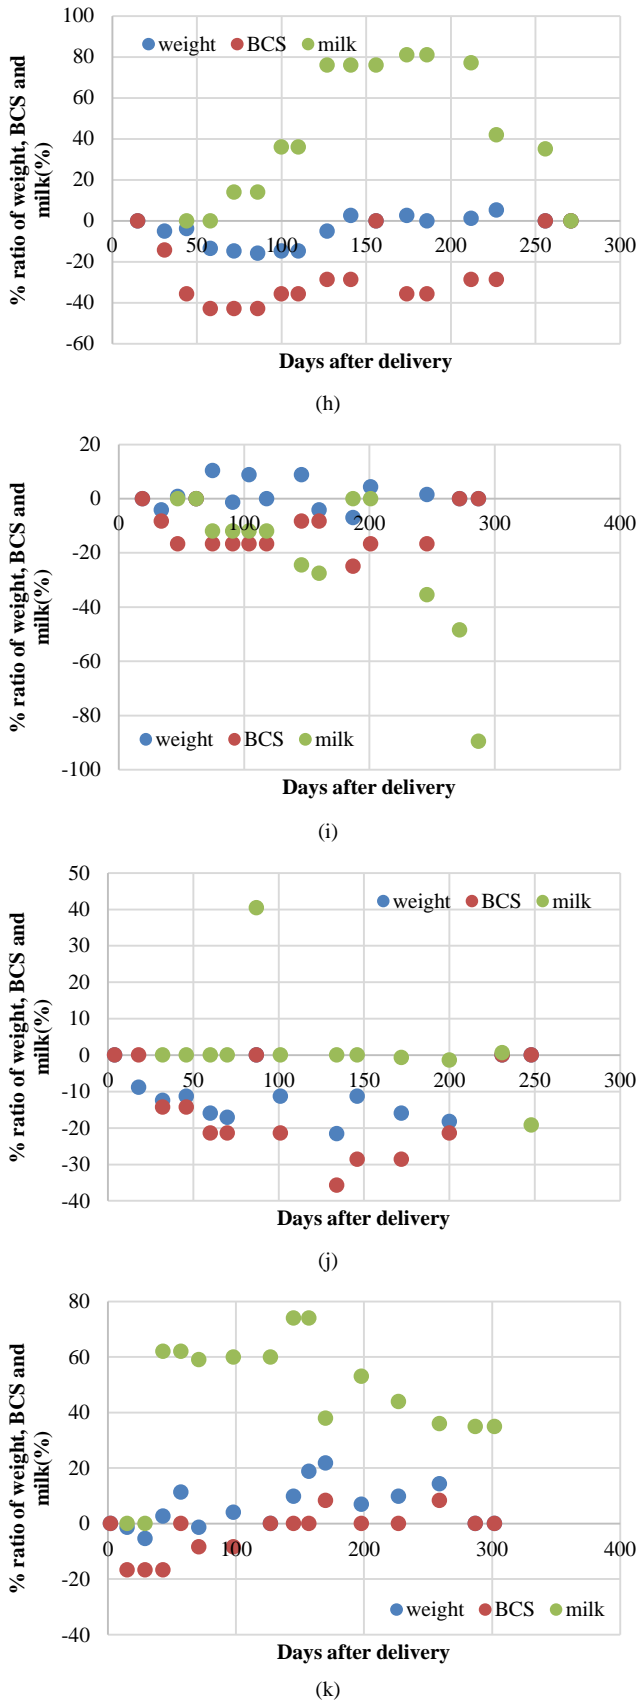 100
80
60
40
20
0
-20
-40
-60
0 50 100 150 200 250 300
weight BCS milk
% ratio of weight, BCS and
milk(%)
Days after delivery
(h)
20
0
-20
-40
-60
-80
-100
0 100 200 300 400
weight BCS milk
% ratio of weight, BCS and
milk(%)
Days after delivery
(i)
50
40
30
20
10
0
-10
-20
-30
-40
0 50 100 150 200 250 300
weight BCS milk
% ratio of weight, BCS and
milk(%)
Days after delivery
(j)
80
60
40
20
0
-20
-40
0 100 200 300 400
weight BCS milk
% ratio of weight, BCS and
milk(%)
Days after delivery
(k)